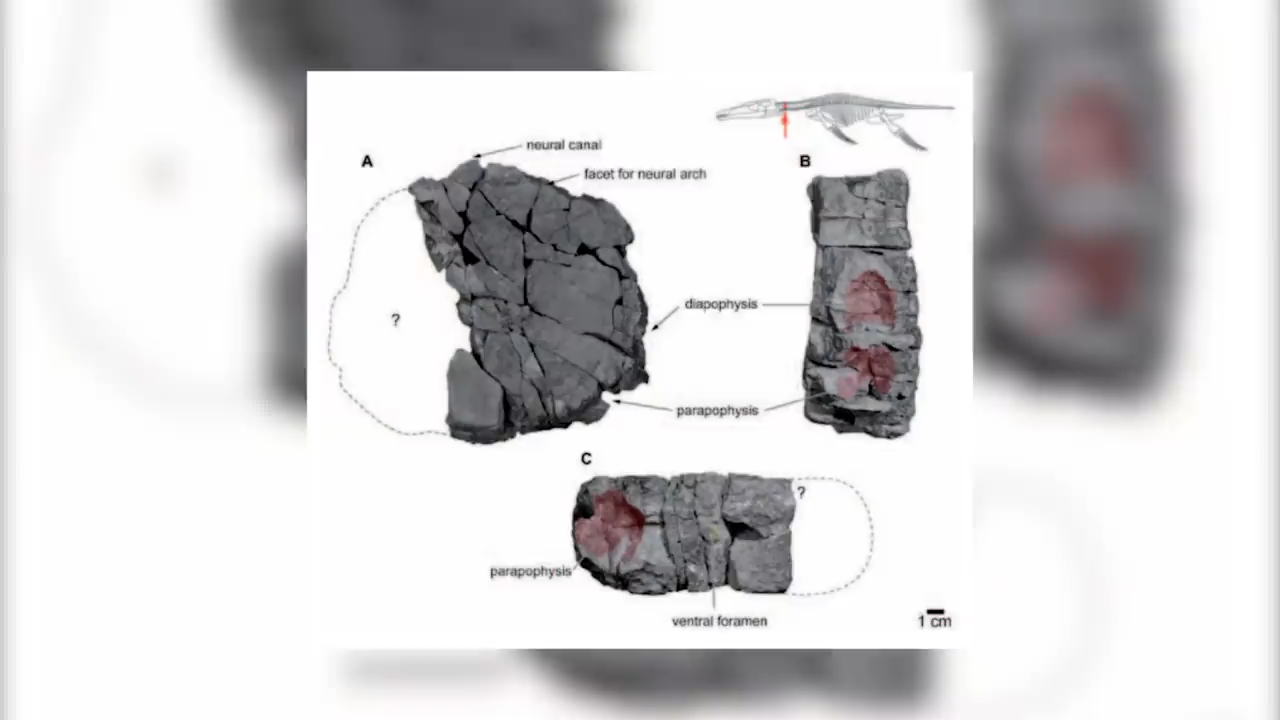 neural canal
A
B
facet for neural arch
diapophysis
?
parapophysis
C
?
parapophysis
ventral foramen
1 cm